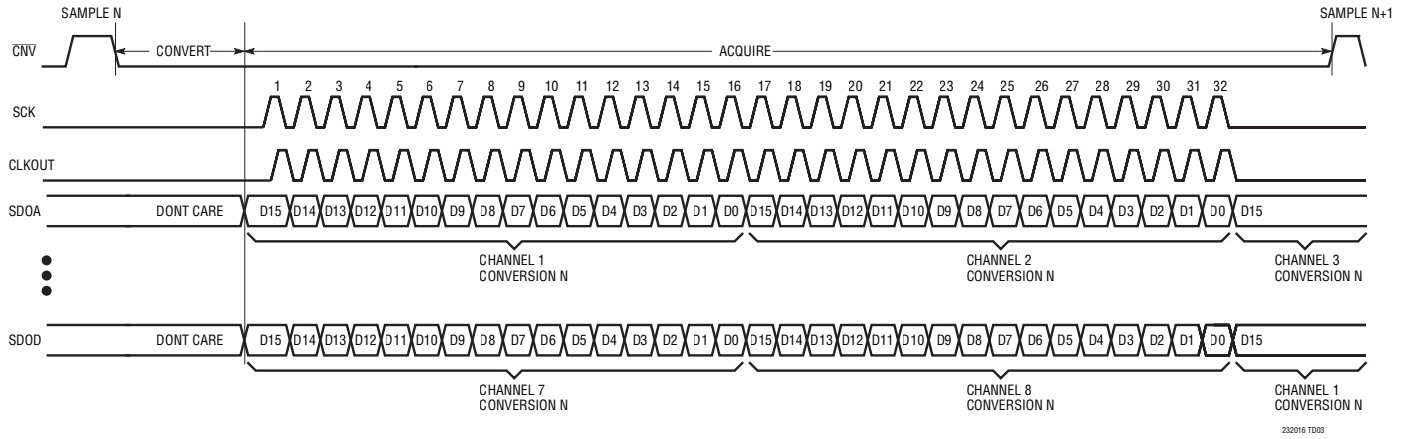 SAMPLE N SAMPLE N+1
CNV CONVERT ACQUIRE
1 2 3 4 5 6 7 8 9 10 11 12 13 14 15 16 17 18 19 20 21 22 23 24 25 26 27 28 29 30 31 32
SCK
CLKOUT
SDOA DONT CARE D15 D14 D13 D12 D11 D10 D9 D8 D7 D6 D5 D4 D3 D2 D1 D0 D15 D14 D13 D12 D11 D10 D9 D8 D7 D6 D5 D4 D3 D2 D1 D0 D15
CHANNEL 1 CHANNEL 2 CHANNEL 3
CONVERSION N CONVERSION N CONVERSION N
SDOD DONT CARE D15 D14 D13 D12 D11 D10 D9 D8 D7 D6 D5 D4 D3 D2 D1 D0 D15 D14 D13 D12 D11 D10 D9 D8 D7 D6 D5 D4 D3 D2 D1 D0 D15
CHANNEL 7 CHANNEL 8 CHANNEL 1
CONVERSION N CONVERSION N CONVERSION N
232016 TD03